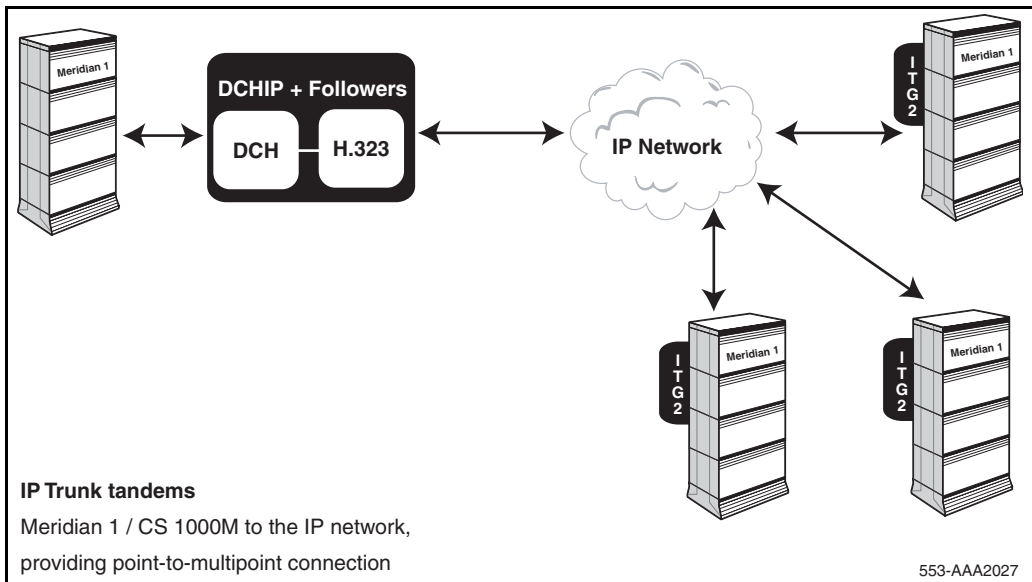 Meridian 1
DCHIP + Followers
DCH
H.323
IP Network
I
T
G
2
Meridian 1
I
T
G
2
Meridian 1
I
T
G
2
Meridian 1
IP Trunk tandems
Meridian 1 / CS 1000M to the IP network,
providing point-to-multipoint connection
553-AAA2027